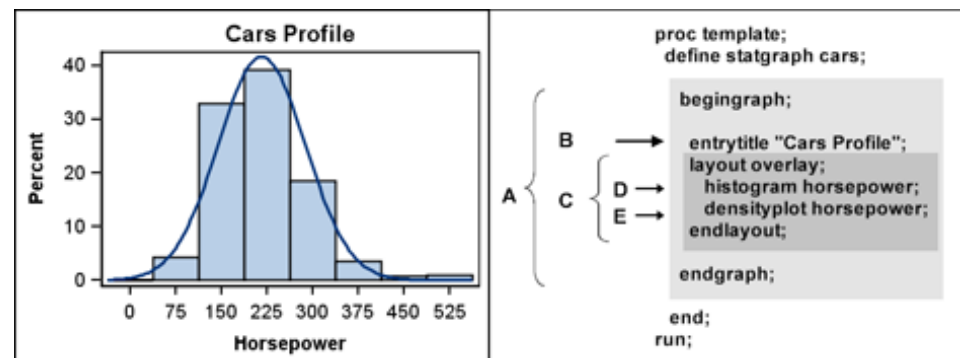 Cars Profile
40
30
20
10
0
Percent
0 75 150 225 300 375 450 525
Horsepower
proc template;
define statgraph cars;
begingraph;
B
entrytitle "Cars Profile";
layout overlay;
A
C
D
histogram horsepower;
E
densityplot horsepower;
endlayout;
endgraph;
end;
run;